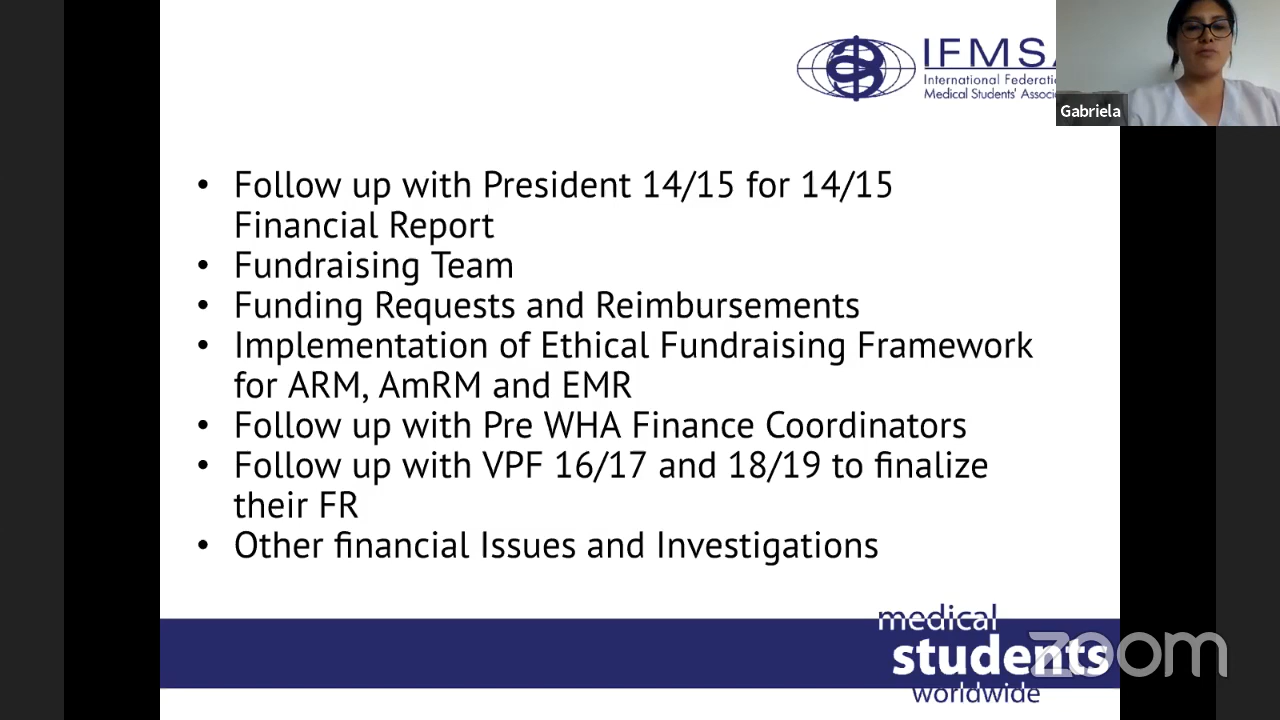 IFMSA
International Federatio
Medical Students' Assoc
Gabriela
• Follow up with President 14/15 for 14/15
Financial Report
• Fundraising Team
• Funding Requests and Reimbursements
• Implementation of Ethical Fundraising Framework
for ARM, AmRM and EMR
• Follow up with Pre WHA Finance Coordinators
• Follow up with VPF 16/17 and 18/19 to finalize
their FR
• Other financial Issues and Investigations
medical
students
worldwide
zoom